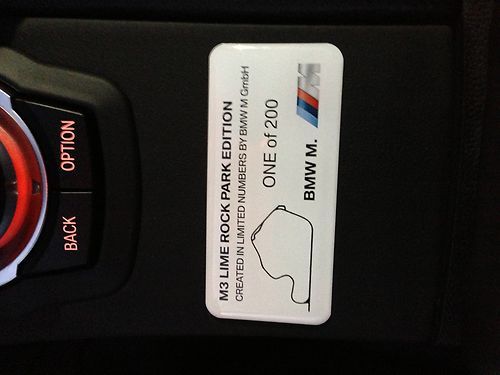 M3 LIME ROCK PARK EDITION
CREATED IN LIMITED NUMBERS BY BMW M GmbH
ONE of 200
BMW M.
M
OPTION
BACK